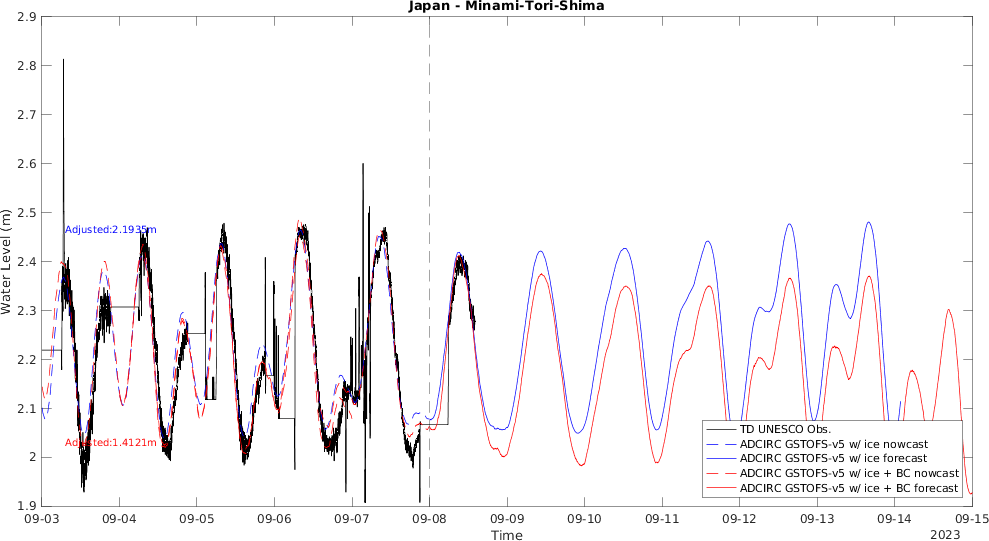 Japan - Minami-Tori-Shima
2.9
2.8
2.7
2.6
2.5
2.4
2.3
2.2
2.1
2
1.9
Water Level (m)
Adjusted:2.1935m
Adjusted:1.4121m
TD UNESCO Obs.
ADCIRC GSTOFS-v5 w/ ice nowcast
ADCIRC GSTOFS-v5 w/ ice forecast
ADCIRC GSTOFS-v5 w/ ice + BC nowcast
ADCIRC GSTOFS-v5 w/ ice + BC forecast
09-03 09-04 09-05 09-06 09-07 09-08 09-09 09-10 09-11 09-12 09-13 09-14 09-15
Time
2023